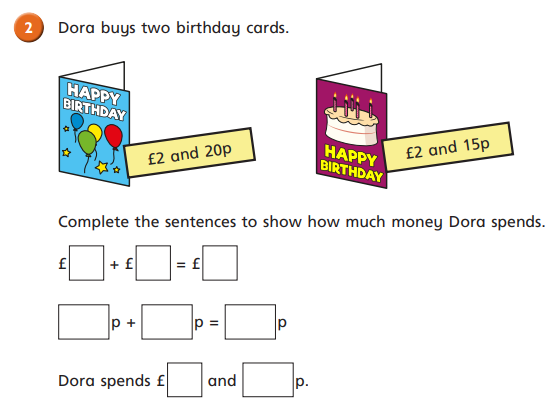 2 Dora buys two birthday cards.
HAPPY
BIRTHDAY
£2 and 20p
HAPPY
BIRTHDAY
£2 and 15p
Complete the sentences to show how much money Dora spends.
£ + £ = £
p + p = p
Dora spends £ and p.